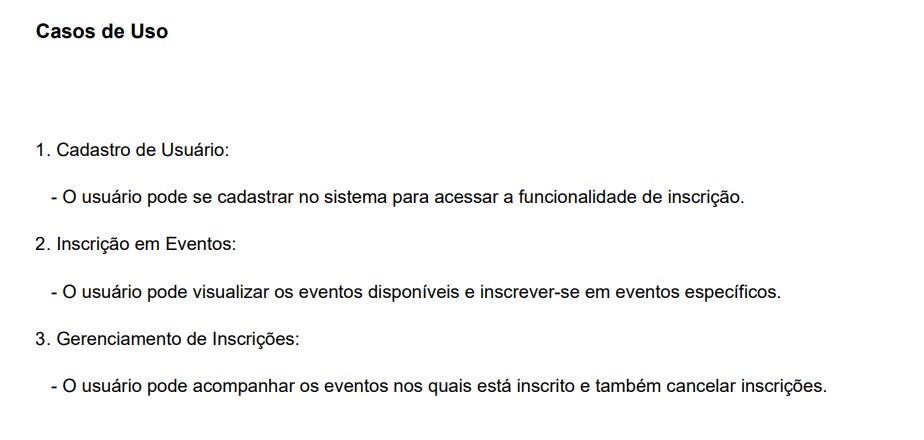 Casos de Uso
1. Cadastro de Usuário:
- O usuário pode se cadastrar no sistema para acessar a funcionalidade de inscrição.
2. Inscrição em Eventos:
- O usuário pode visualizar os eventos disponíveis e inscrever-se em eventos específicos.
3. Gerenciamento de Inscrições:
- O usuário pode acompanhar os eventos nos quais está inscrito e também cancelar inscrições.